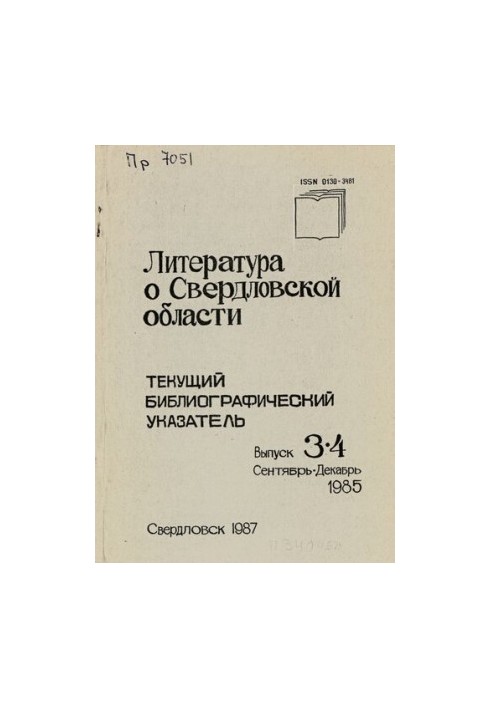 Пр 7051
ISSN 0130-3481
Литература
о Свердловской
области
ТЕКУЩИЙ
БИБЛИОГРАФИЧЕСКИЙ
УКАЗАТЕЛЬ
Выпуск 3•4
Сентябрь-Декабрь
1985
Свердловск 1987